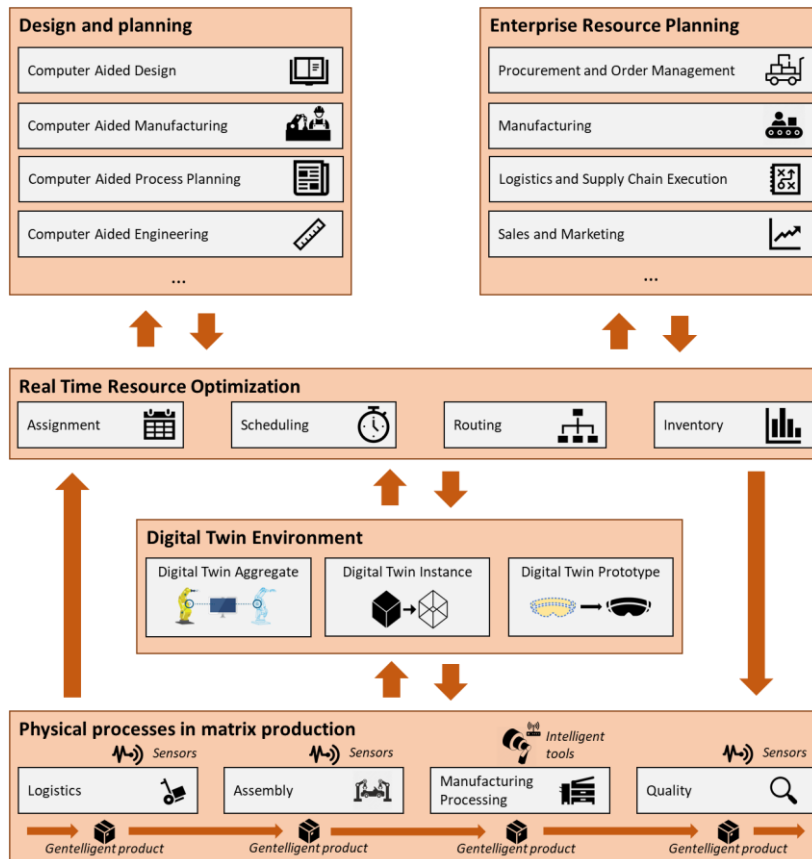 Design and planning
Computer Aided Design
Computer Aided Manufacturing
Computer Aided Process Planning
Computer Aided Engineering
...
Enterprise Resource Planning
Procurement and Order Management
Manufacturing
Logistics and Supply Chain Execution
Sales and Marketing
...
Real Time Resource Optimization
Assignment
Scheduling
Routing
Inventory
Digital Twin Environment
Digital Twin Aggregate
Digital Twin Instance
Digital Twin Prototype
Physical processes in matrix production
Sensors
Sensors
Intelligent
tools
Sensors
Logistics
Assembly
Manufacturing
Processing
Quality
Gentelligent product
Gentelligent product
Gentelligent product
Gentelligent product